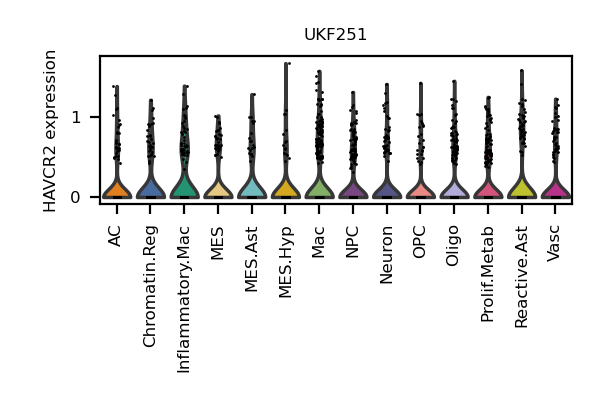 UKF251
HAVCR2 expression
1
0
AC
Chromatin.Reg
Inflammatory.Mac
MES
MES.Ast
MES.Hyp
Mac
NPC
Neuron
OPC
Oligo
Prolif.Metab
Reactive.Ast
Vasc